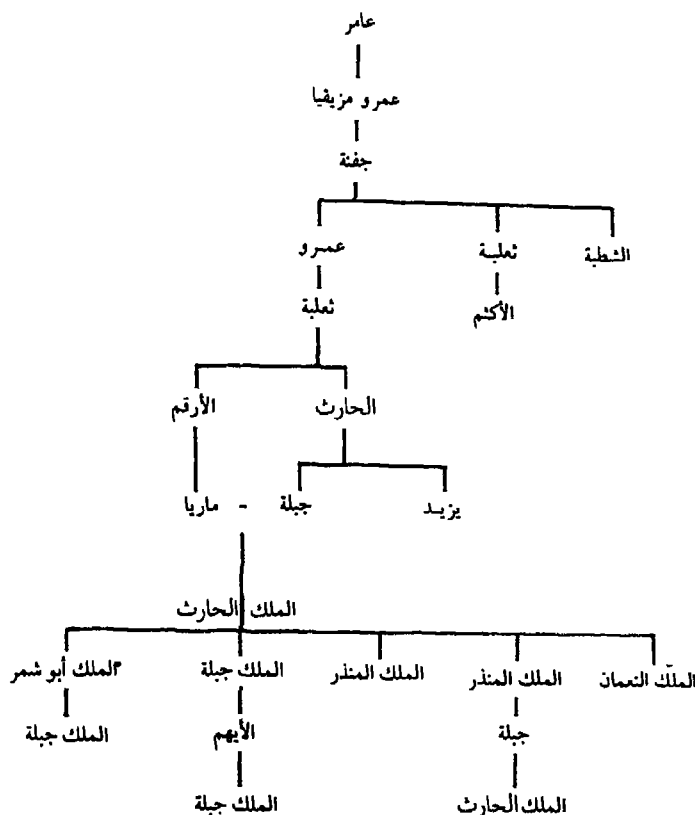 عامر
عمرو مزيقيا
جفنة
الشطبة ثعلبة عمرو
الأكثم ثعلبة
الحارث الأرقم
يزيد جبلة - ماريا
الملك الحارث
الملك النعمان الملك المنذر الملك المنذر الملك جبلة الملك أبو شمر
جبلة الأيهم الملك جبلة
الملك الحارث الملك جبلة